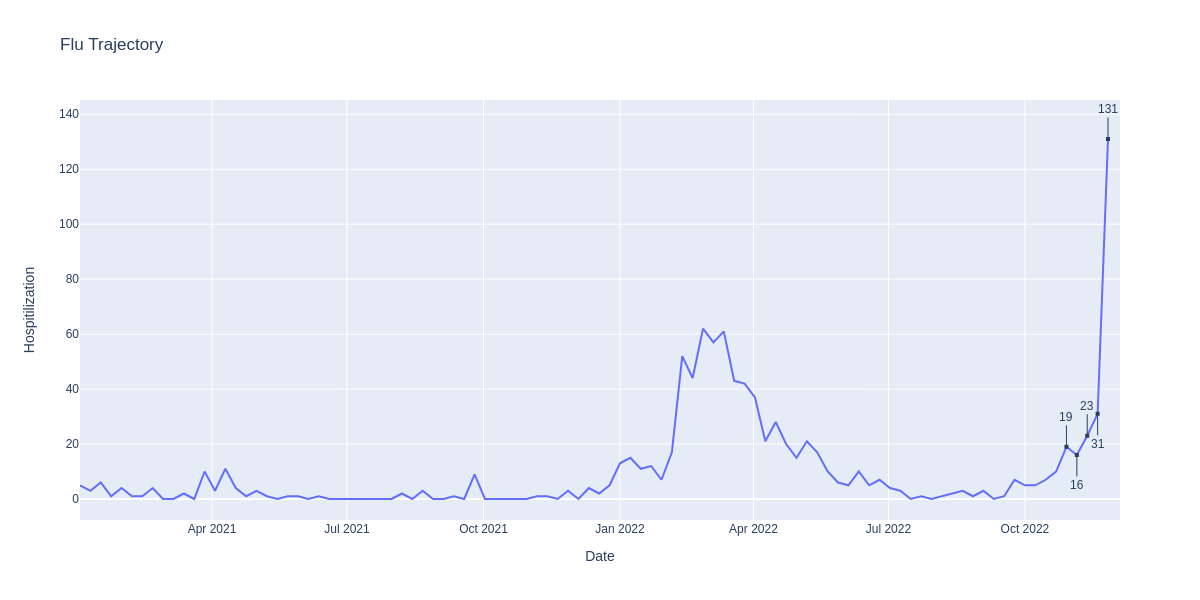 Flu Trajectory
140
120
100
80
60
40
20
0
Hospitilization
131
19
23
31
16
Apr 2021
Jul 2021
Oct 2021
Jan 2022
Apr 2022
Jul 2022
Oct 2022
Date